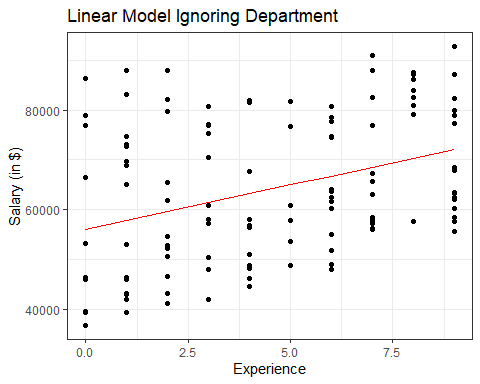 Linear Model Ignoring Department
Salary (in $)
80000
60000
40000
0.0 2.5 5.0 7.5
Experience